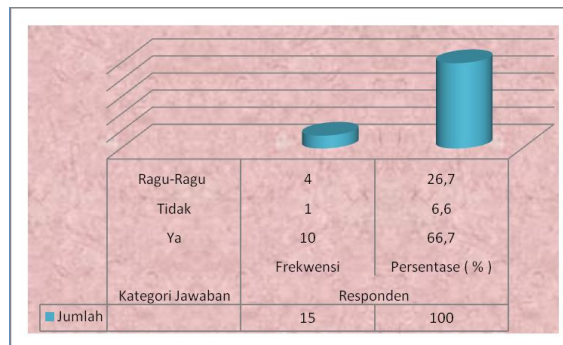 Ragu-Ragu 4 26,7
Tidak 1 6,6
Ya 10 66,7
Frekwensi Persentase ( % )
Kategori Jawaban Responden
Jumlah 15 100